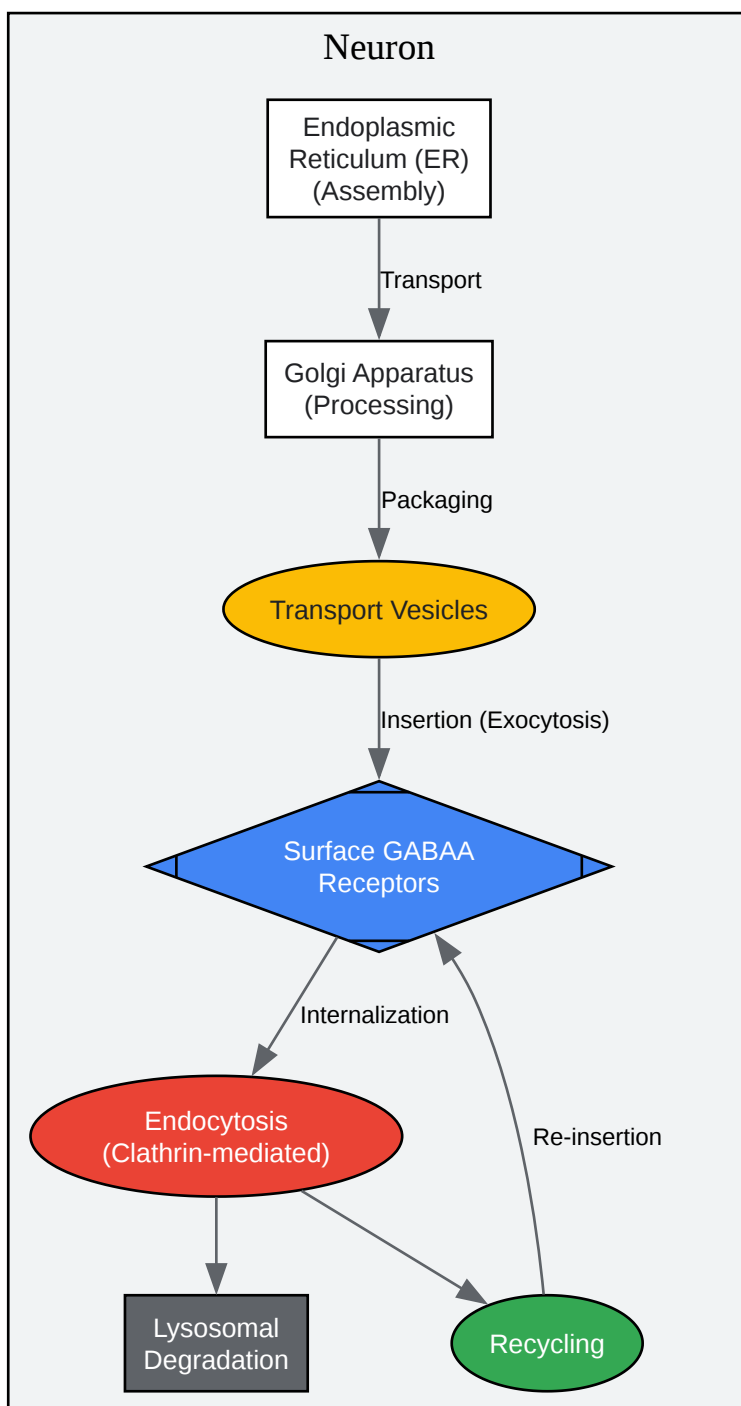 Neuron
Endoplasmic
Reticulum (ER)
(Assembly)
Transport
Golgi Apparatus
(Processing)
Packaging
Transport Vesicles
Insertion (Exocytosis)
Surface GABAA
Receptors
Internalization
Endocytosis
(Clathrin-mediated)
Re-insertion
Lysosomal
Degradation
Recycling